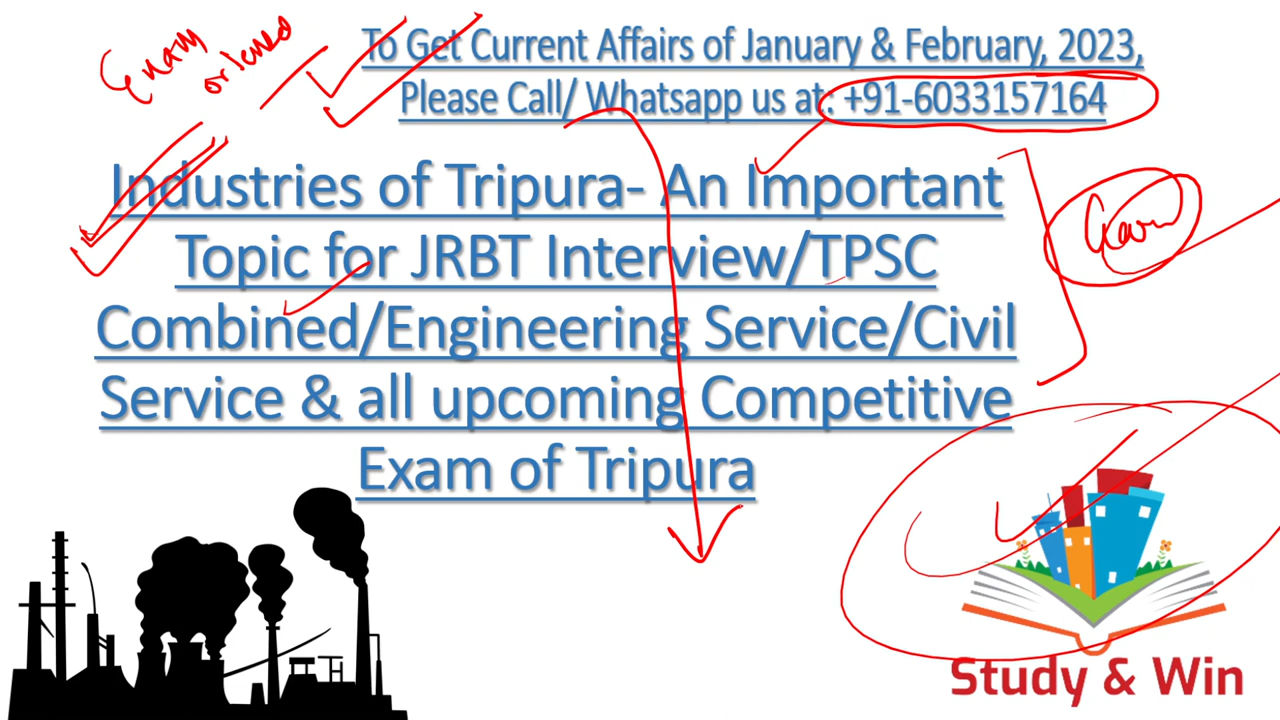 Exam
oriented
To Get Current Affairs of January & February, 2023,
Please Call/ Whatsapp us at: +91-6033157164
Industries of Tripura- An Important
Topic for JRBT Interview/TPSC
Combined/Engineering Service/Civil
Service & all upcoming Competitive
Exam of Tripura
Study & Win